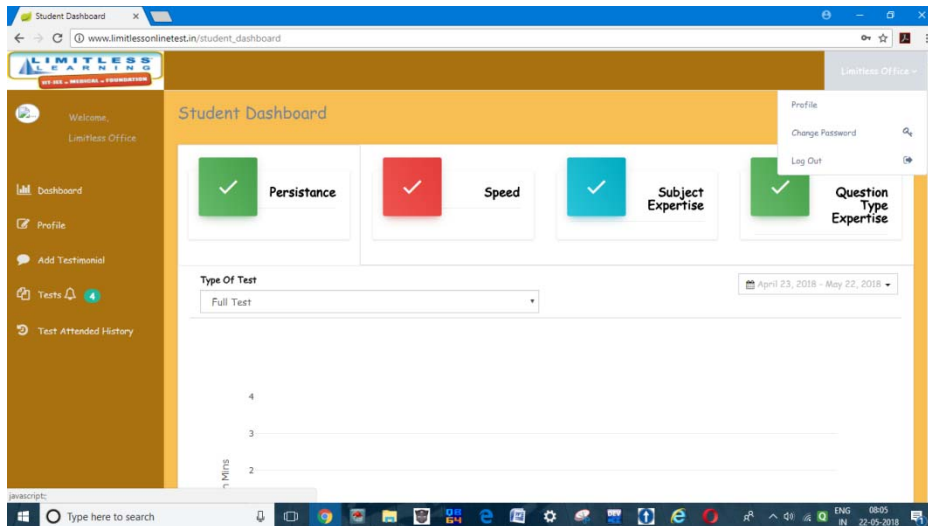 Student Dashboard
www.limitlessonlinetest.in/student_dashboard
LIMITLESS
LEARNING
IIT-JEE - MEDICAL - FOUNDATION
Limitless Office
Welcome,
Limitless Office
Dashboard
Profile
Add Testimonial
Tests 4
Test Attended History
Student Dashboard
Profile
Change Password
Log Out
Persistance
Speed
Subject
Expertise
Question
Type
Expertise
Type Of Test
Full Test
April 23, 2018 - May 22, 2018
4
3
2
Mins
javascript:;
Type here to search
ENG
IN
08:05
22-05-2018